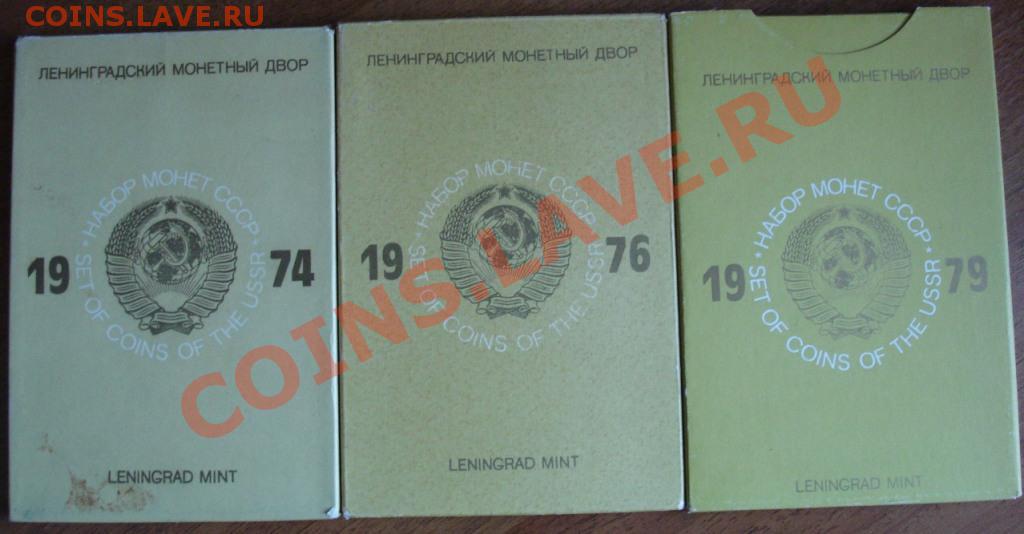 COINS.LAVE.RU
ЛЕНИНГРАДСКИЙ МОНЕТНЫЙ ДВОР
НАБОР МОНЕТ СССР
19 74
SET OF COINS OF THE USSR
LENINGRAD MINT
ЛЕНИНГРАДСКИЙ МОНЕТНЫЙ ДВОР
НАБОР МОНЕТ СССР
19 76
SET OF COINS OF THE USSR
LENINGRAD MINT
ЛЕНИНГРАДСКИЙ МОНЕТНЫЙ ДВОР
НАБОР МОНЕТ СССР
19 79
SET OF COINS OF THE USSR
LENINGRAD MINT
COINS.LAVE.RU